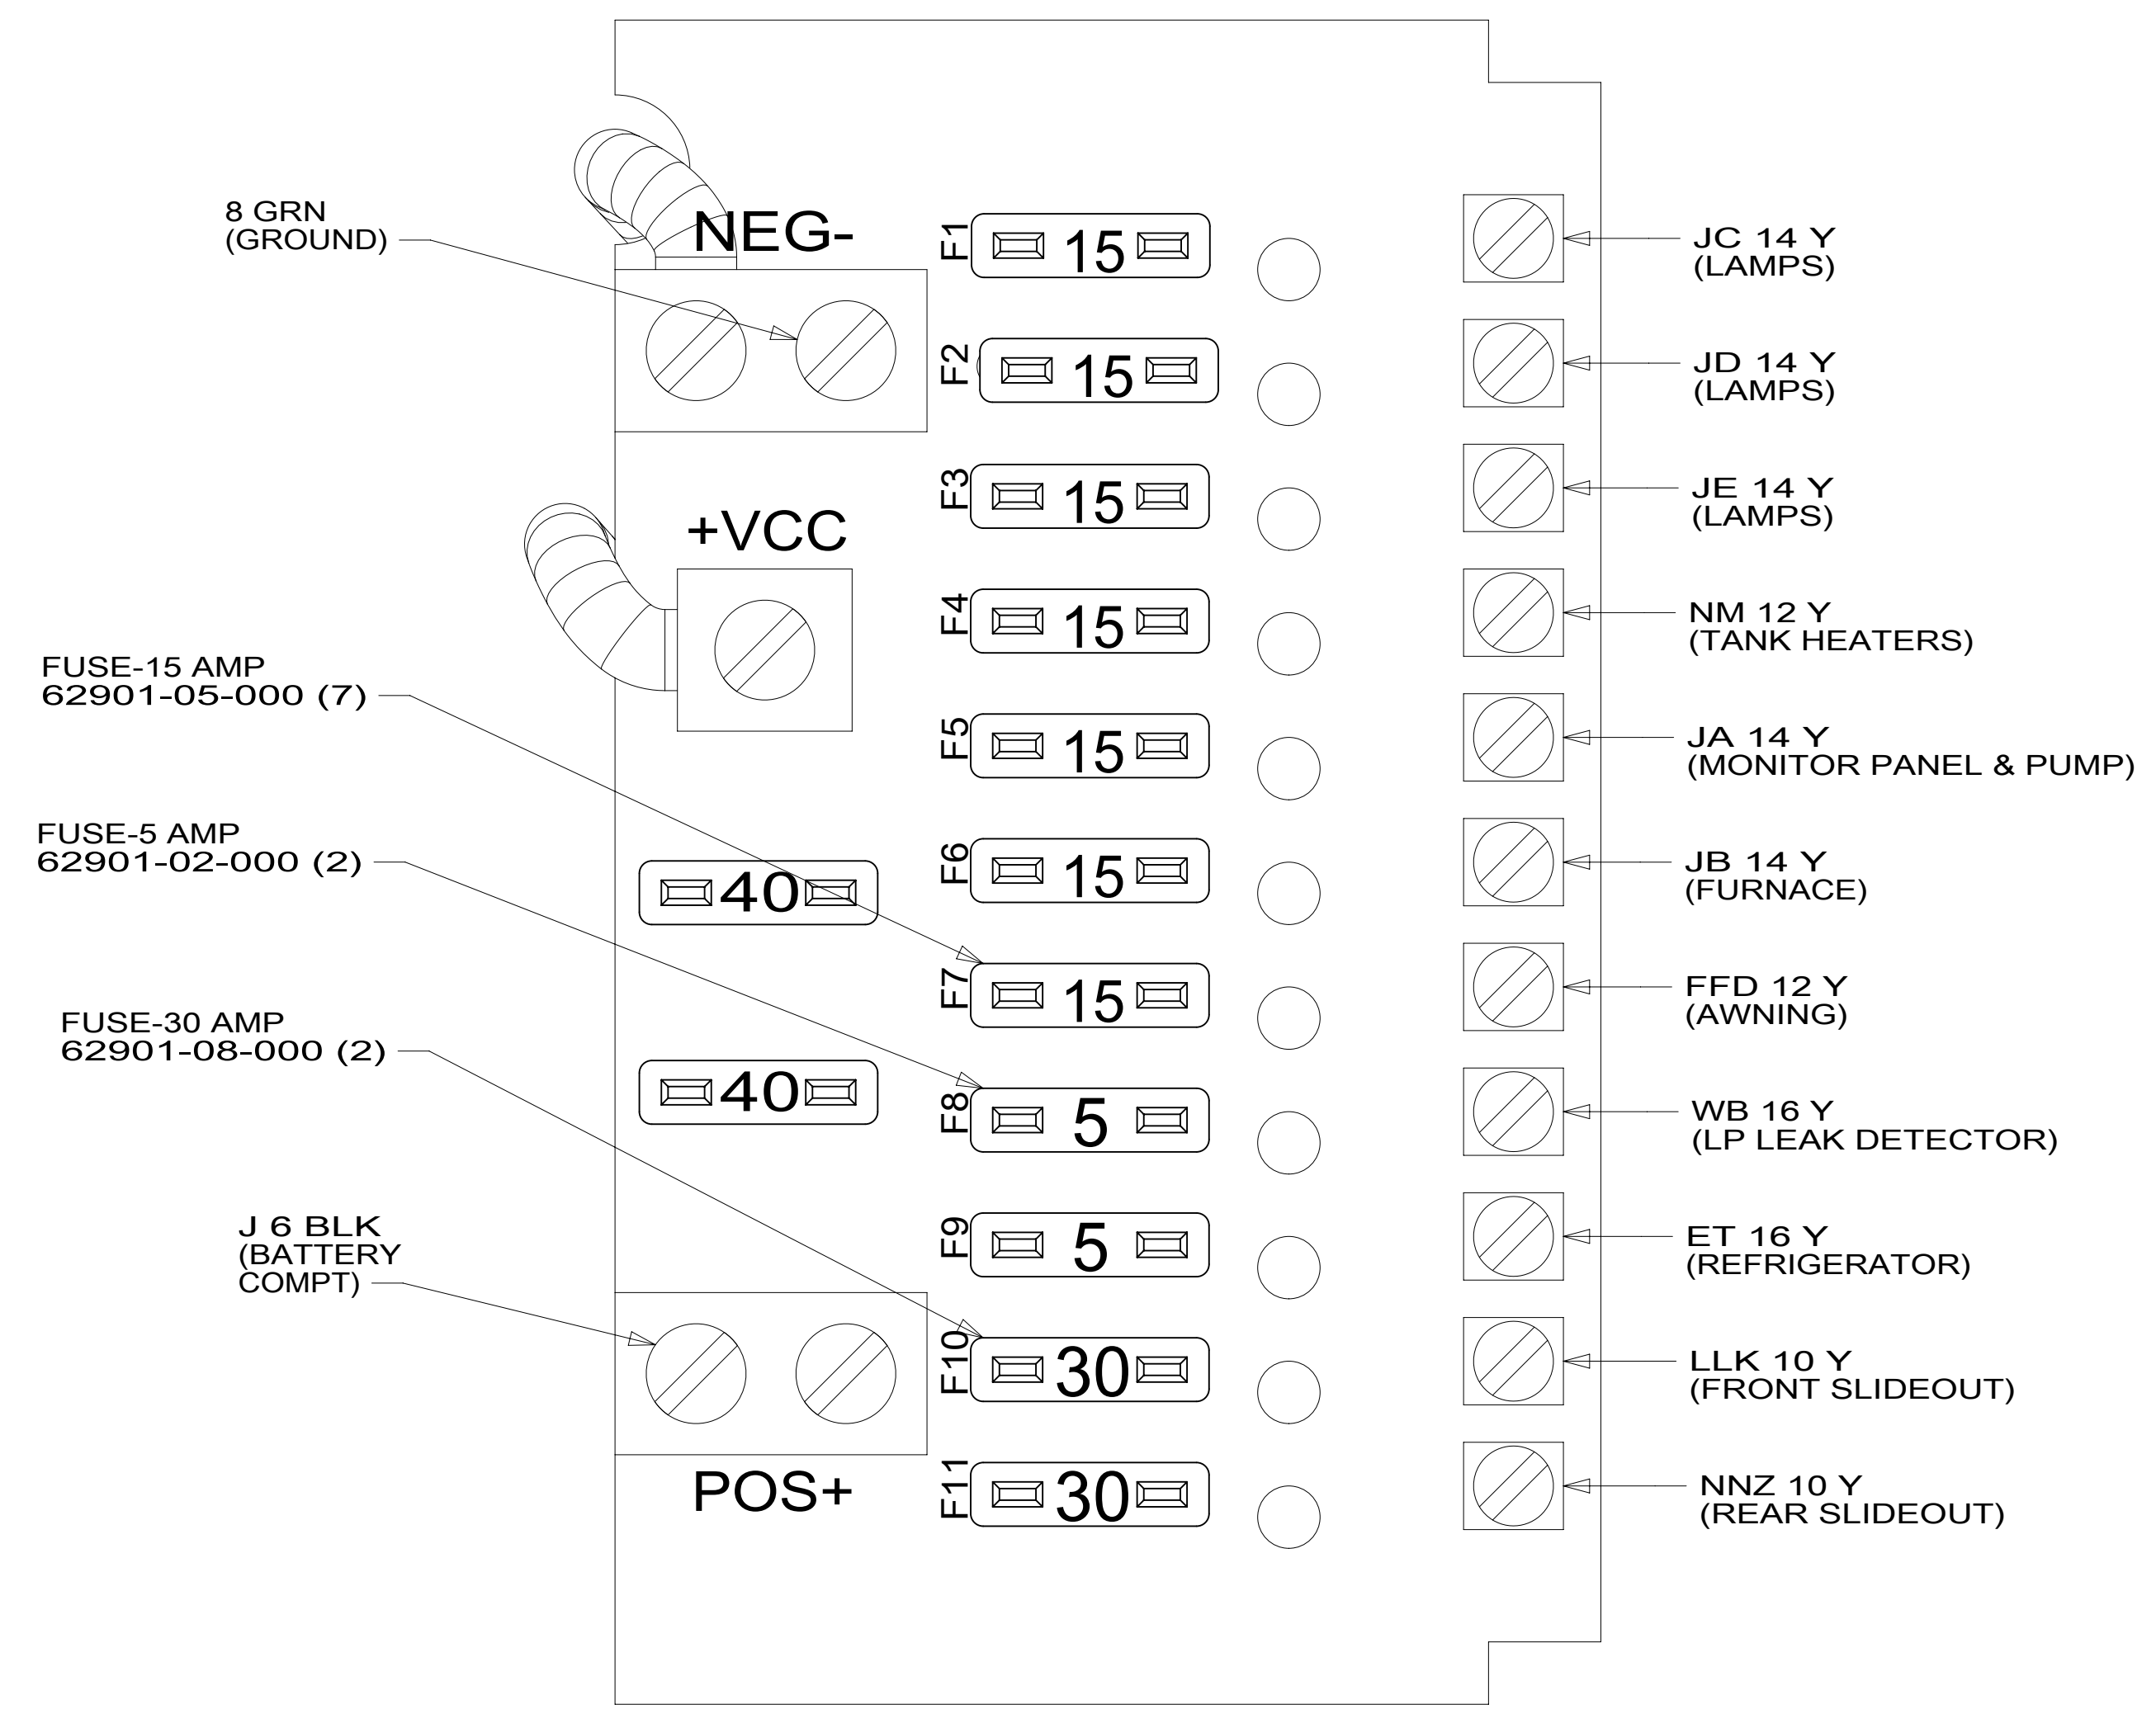 8 GRN
(GROUND)
NEG-
+VCC
FUSE-15 AMP
62901-05-000 (7)
FUSE-5 AMP
62901-02-000 (2)
40
FUSE-30 AMP
62901-08-000 (2)
40
J 6 BLK
(BATTERY
COMPT)
POS+
F1 15
F2 15
F3 15
F4 15
F5 15
F6 15
F7 15
F8 5
F9 5
F10 30
F11 30
JC 14 Y
(LAMPS)
JD 14 Y
(LAMPS)
JE 14 Y
(LAMPS)
NM 12 Y
(TANK HEATERS)
JA 14 Y
(MONITOR PANEL & PUMP)
JB 14 Y
(FURNACE)
FFD 12 Y
(AWNING)
WB 16 Y
(LP LEAK DETECTOR)
ET 16 Y
(REFRIGERATOR)
LLK 10 Y
(FRONT SLIDEOUT)
NNZ 10 Y
(REAR SLIDEOUT)